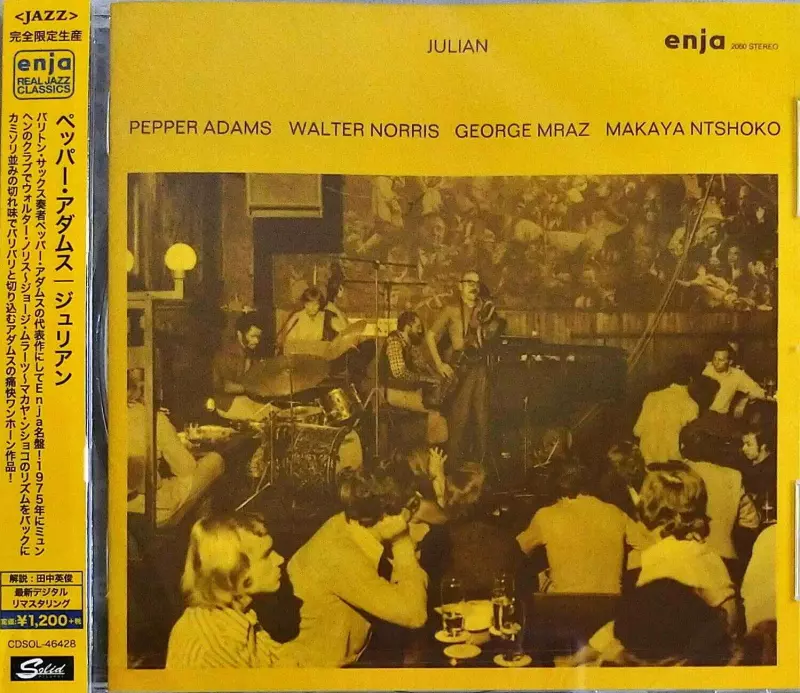 <JAZZ>
完全限定生産
enja
REAL JAZZ
CLASSICS
ペッパー・アダムス｜ジュリアン
バリトン・サックス奏者ペッパー・アダムスの代表作にしてEnja名盤！1975年にミュン
ヘンのクラブでウォルター・ノリス〜ジョージ・ムラーツ〜マカヤ・ンショコのリズムをバックに
カミソリ並みの切れ味でバリバリと切り込むアダムスの痛快ワンホーン作品！
解説：田中英俊
最新デジタル
リマスタリング
定価:¥1,200+税
CDSOL-46428
Solid
RECORDS
JULIAN
enja 2060 STEREO
PEPPER ADAMS WALTER NORRIS GEORGE MRAZ MAKAYA NTSHOKO